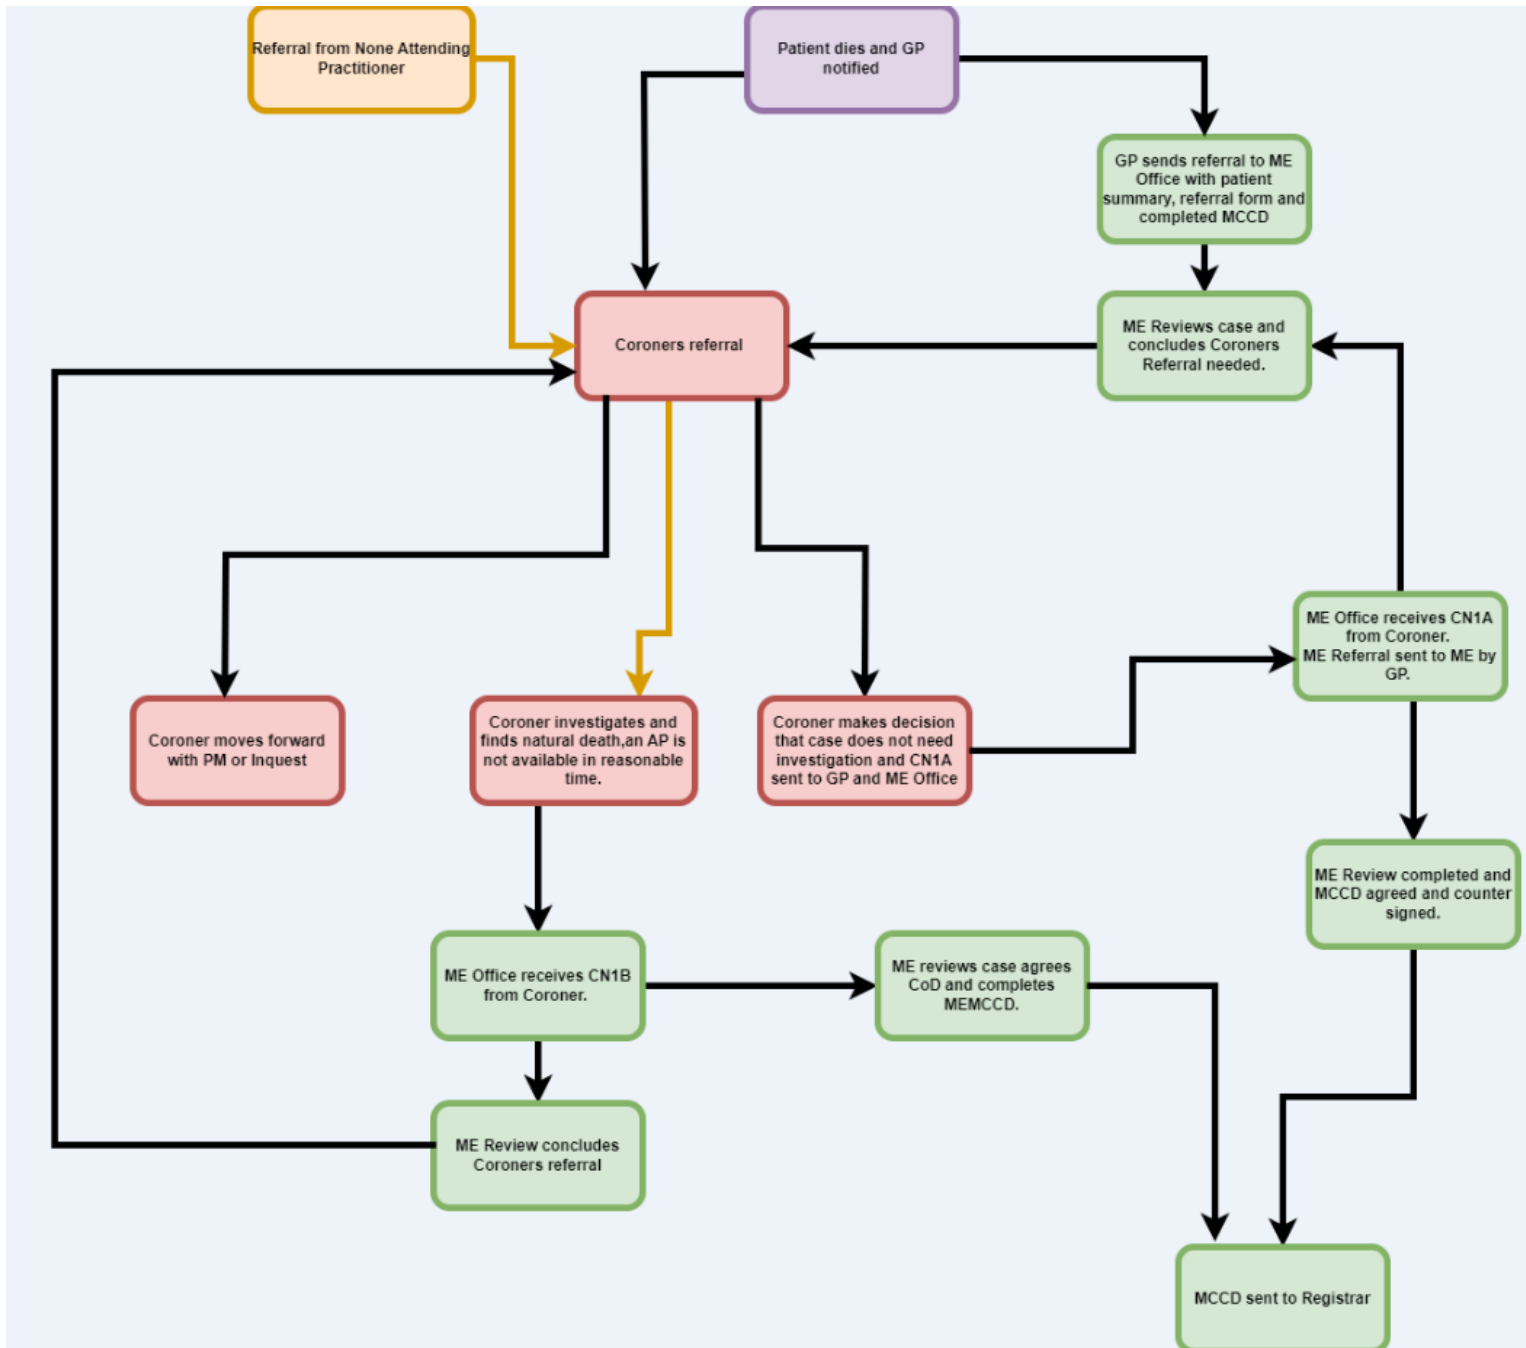 Referral from None Attending
Practitioner
Patient dies and GP
notified
GP sends referral to ME
Office with patient
summary, referral form and
completed MCCD
Coroners referral
ME Reviews case and
concludes Coroners
Referral needed.
ME Office receives CN1A
from Coroner.
ME Referral sent to ME by
GP.
Coroner moves forward
with PM or Inquest
Coroner investigates and
finds natural death,an AP is
not available in reasonable
time.
Coroner makes decision
that case does not need
investigation and CN1A
sent to GP and ME Office
ME Review completed and
MCCD agreed and counter
signed.
ME Office receives CN1B
from Coroner.
ME reviews case agrees
CoD and completes
MEMCCD.
ME Review concludes
Coroners referral
MCCD sent to Registrar